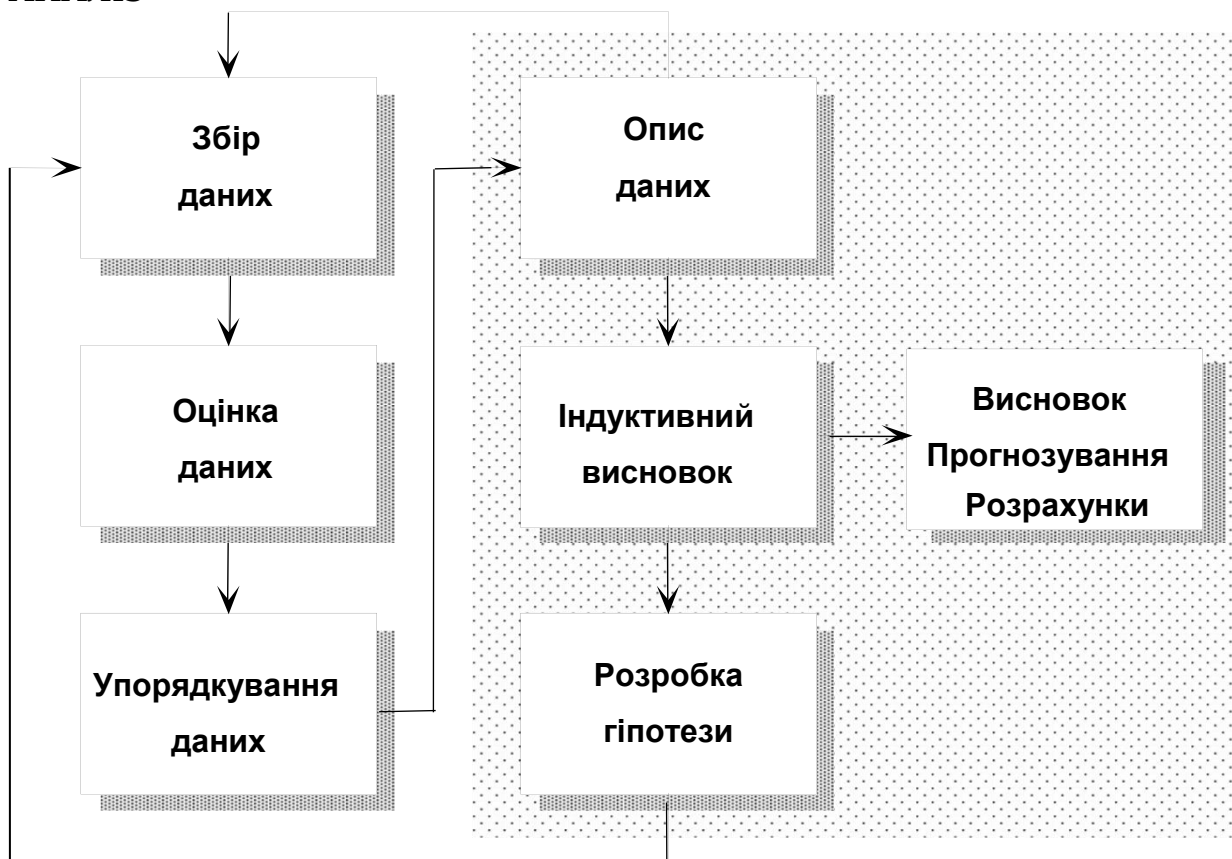 Збір
даних
Оцінка
даних
Упорядкування
даних
Опис
даних
Індуктивний
висновок
Розробка
гіпотези
Висновок
Прогнозування
Розрахунки